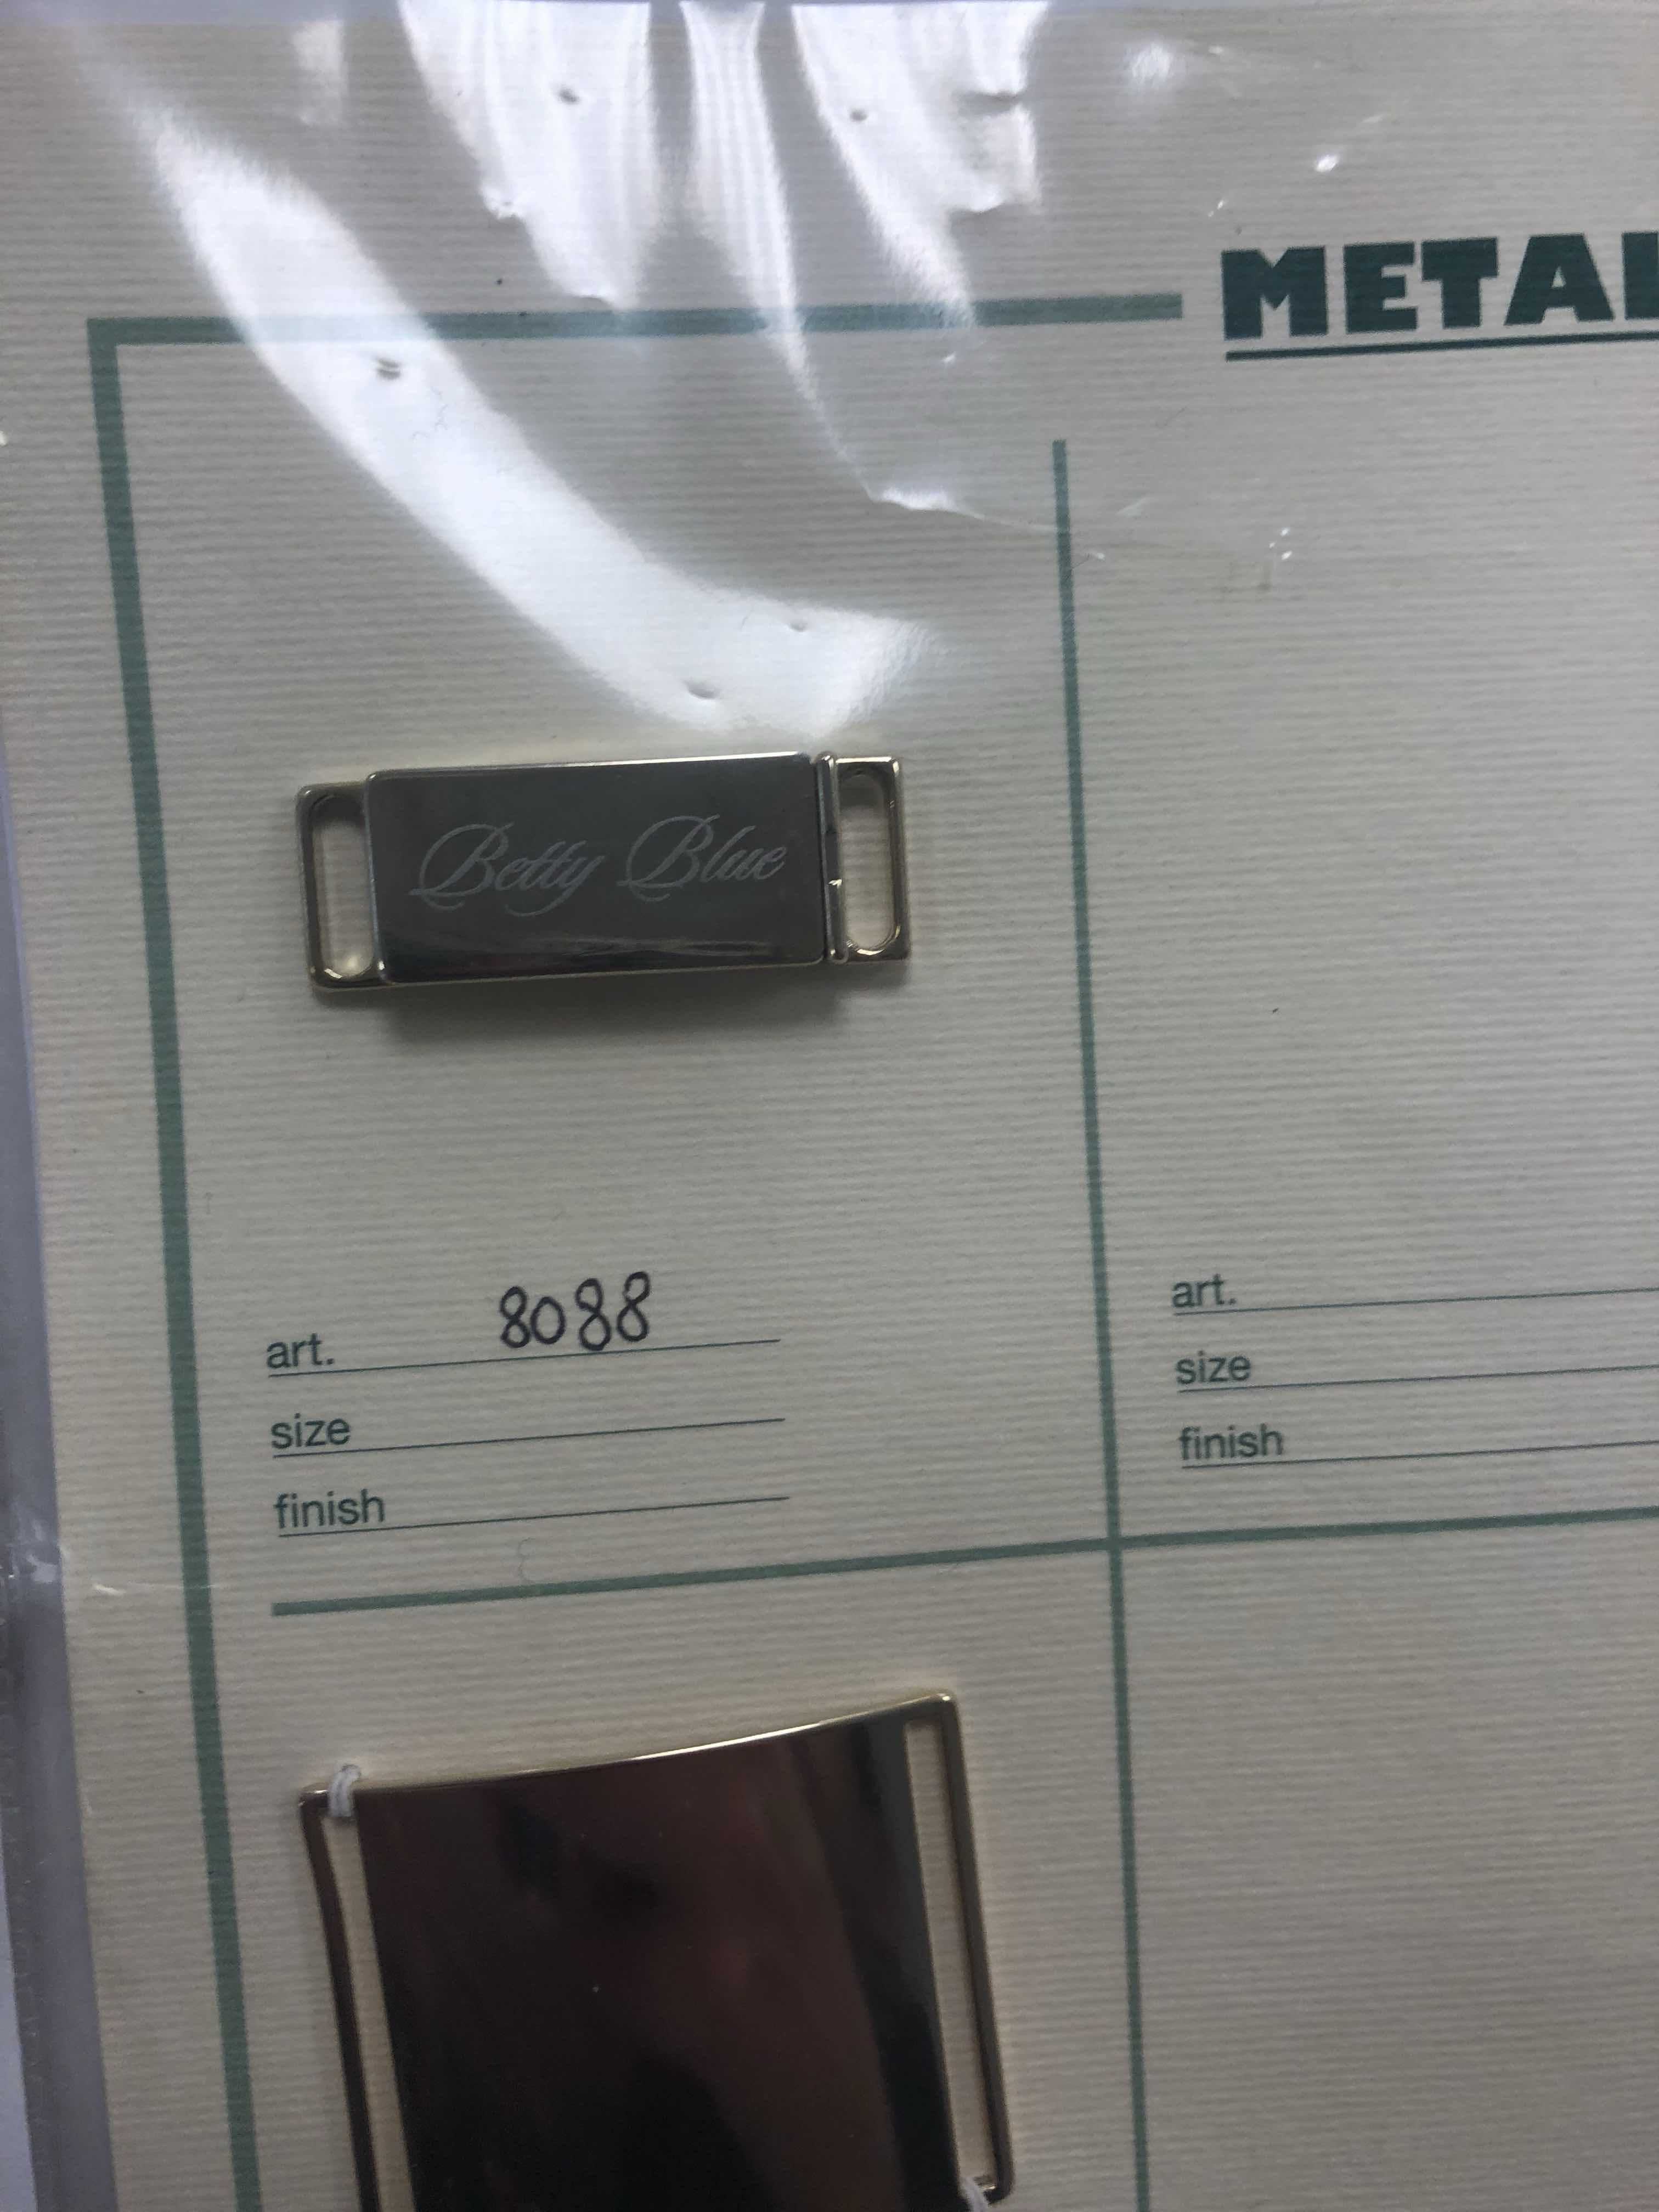 METAL
Betty Blue
art. 8088
size
finish
art.
size
finish